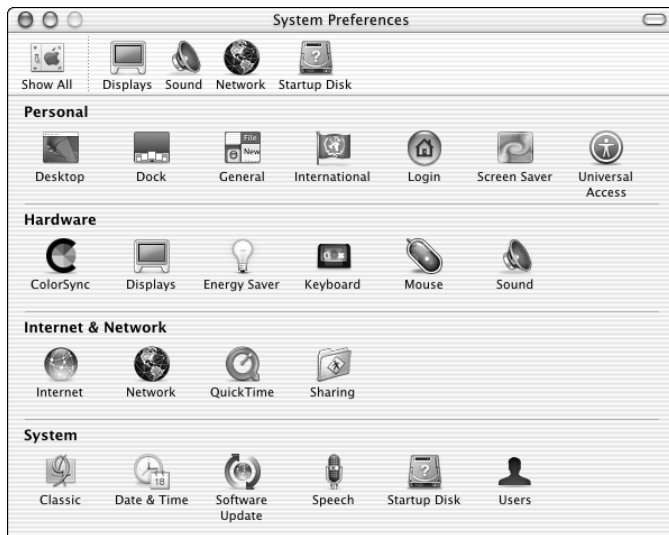 System Preferences
Show All Displays Sound Network Startup Disk
Personal
File
New
Desktop Dock General International Login Screen Saver Universal Access
Hardware
ColorSync Displays Energy Saver Keyboard Mouse Sound
Internet & Network
Internet Network QuickTime Sharing
System
18
Classic Date & Time Software Update Speech Startup Disk Users